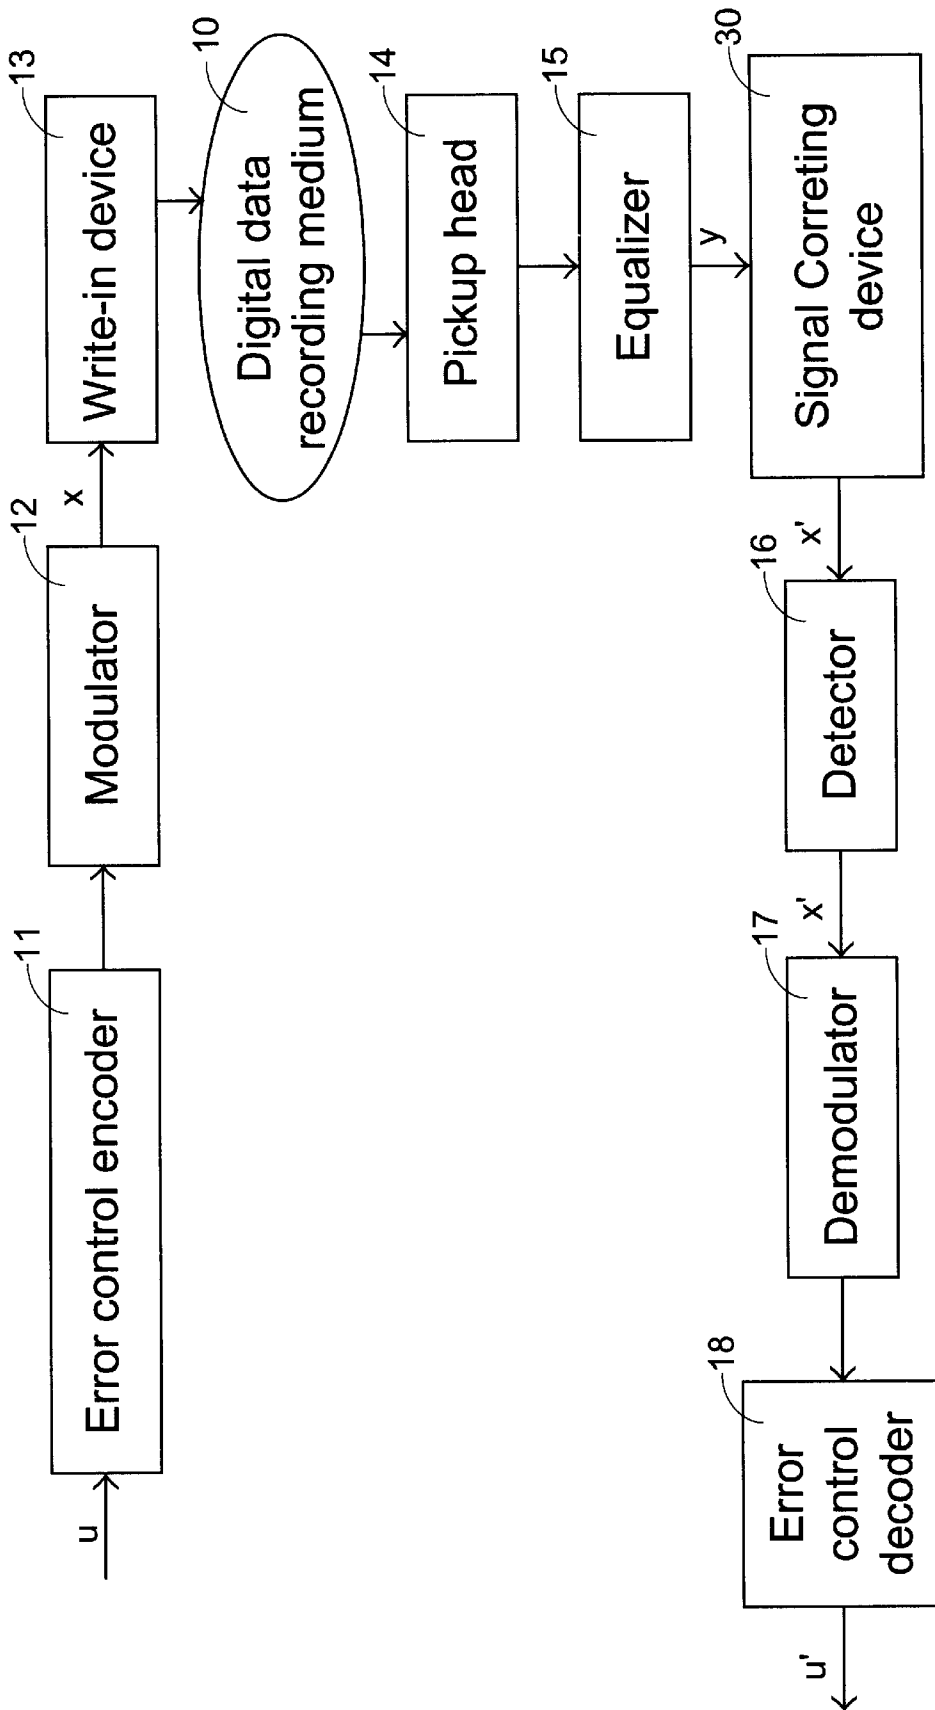 u
Error control encoder
11
Modulator
12
x
Write-in device
13
Digital data
recording medium
10
Pickup head
14
Equalizer
15
y
Signal Correting
device
30
x'
Detector
16
x'
Demodulator
17
Error
control
decoder
18
u'